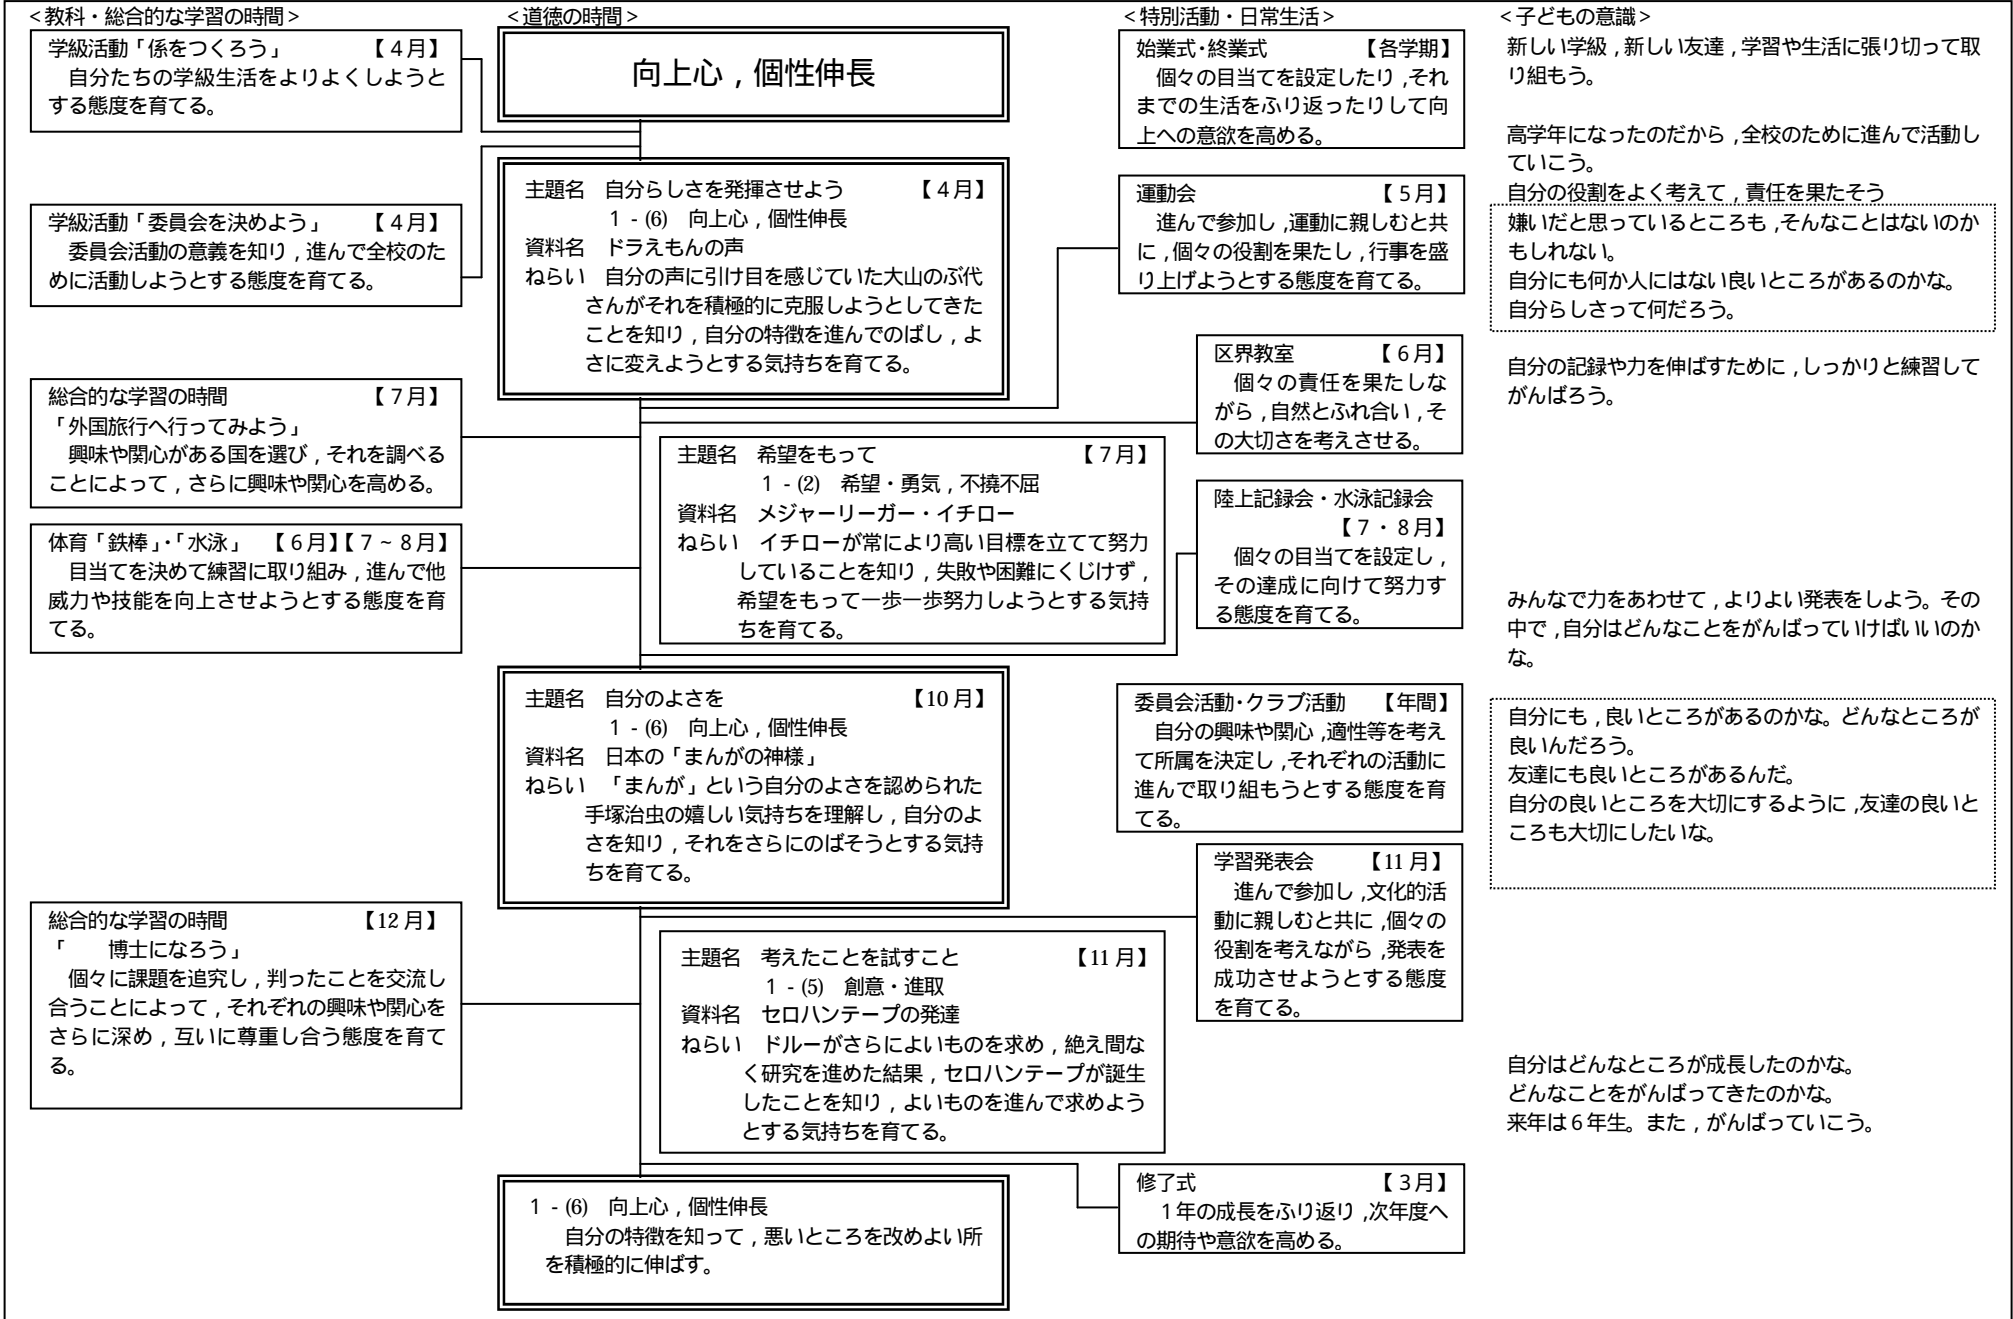 <教科・総合的な学習の時間>
学級活動「係をつくろう」 【4月】
自分たちの学級生活をよりよくしようと
する態度を育てる。
学級活動「委員会を決めよう」 【4月】
委員会活動の意義を知り,進んで全校のた
めに活動しようとする態度を育てる。
総合的な学習の時間 【7月】
「外国旅行へ行ってみよう」
興味や関心がある国を選び,それを調べる
ことによって,さらに興味や関心を高める。
体育「鉄棒」・「水泳」 【6月】【7~8月】
目当てを決めて練習に取り組み,進んで他
威力や技能を向上させようとする態度を育
てる。
総合的な学習の時間 【12月】
「  博士になろう」
個々に課題を追究し,判ったことを交流し
合うことによって,それぞれの興味や関心を
さらに深め,互いに尊重し合う態度を育て
る。
<道徳の時間>
向上心,個性伸長
主題名 自分らしさを発揮させよう 【4月】
1-(6) 向上心,個性伸長
資料名 ドラえもんの声
ねらい 自分の声に引け目を感じていた大山のぶ代
さんがそれを積極的に克服しようとしてきた
ことを知り,自分の特徴を進んでのばし,よ
さに変えようとする気持ちを育てる。
主題名 希望をもって 【7月】
1-(2) 希望・勇気,不撓不屈
資料名 メジャーリーガー・イチロー
ねらい イチローが常により高い目標を立てて努力
していることを知り,失敗や困難にくじけず,
希望をもって一歩一歩努力しようとする気持
ちを育てる。
主題名 自分のよさを 【10月】
1-(6) 向上心,個性伸長
資料名 日本の「まんがの神様」
ねらい 「まんが」という自分のよさを認められた
手塚治虫の嬉しい気持ちを理解し,自分のよ
さを知り,それをさらにのばそうとする気持
ちを育てる。
主題名 考えたことを試すこと 【11月】
1-(5) 創意・進取
資料名 セロハンテープの発達
ねらい ドルーがさらによいものを求め,絶え間な
く研究を進めた結果,セロハンテープが誕生
したことを知り,よいものを進んで求めよう
とする気持ちを育てる。
1-(6) 向上心,個性伸長
自分の特徴を知って,悪いところを改めよい所
を積極的に伸ばす。
<特別活動・日常生活>
始業式・終業式 【各学期】
個々の目当てを設定したり,それ
までの生活をふり返ったりして向
上への意欲を高める。
運動会 【5月】
進んで参加し,運動に親しむと共
に,個々の役割を果たし,行事を盛
り上げようとする態度を育てる。
区界教室 【6月】
個々の責任を果たしな
がら,自然とふれ合い,そ
の大切さを考えさせる。
陸上記録会・水泳記録会
【7・8月】
個々の目当てを設定し,
その達成に向けて努力す
る態度を育てる。
委員会活動・クラブ活動 【年間】
自分の興味や関心,適性等を考え
て所属を決定し,それぞれの活動に
進んで取り組もうとする態度を育
てる。
学習発表会 【11月】
進んで参加し,文化的活
動に親しむと共に,個々の
役割を考えながら,発表を
成功させようとする態度
を育てる。
修了式 【3月】
1年の成長をふり返り,次年度へ
の期待や意欲を高める。
<子どもの意識>
新しい学級,新しい友達,学習や生活に張り切って取
り組もう。
高学年になったのだから,全校のために進んで活動し
ていこう。
自分の役割をよく考えて,責任を果たそう
嫌いだと思っているところも,そんなことはないのか
もしれない。
自分にも何か人にはない良いところがあるのかな。
自分らしさって何だろう。
自分の記録や力を伸ばすために,しっかりと練習して
がんばろう。
みんなで力をあわせて,よりよい発表をしよう。その
中で,自分はどんなことをがんばっていけばいいのか
な。
自分にも,良いところがあるのかな。どんなところが
良いんだろう。
友達にも良いところがあるんだ。
自分の良いところを大切にするように,友達の良いと
ころも大切にしたいな。
自分はどんなところが成長したのかな。
どんなことをがんばってきたのかな。
来年は6年生。また,がんばっていこう。